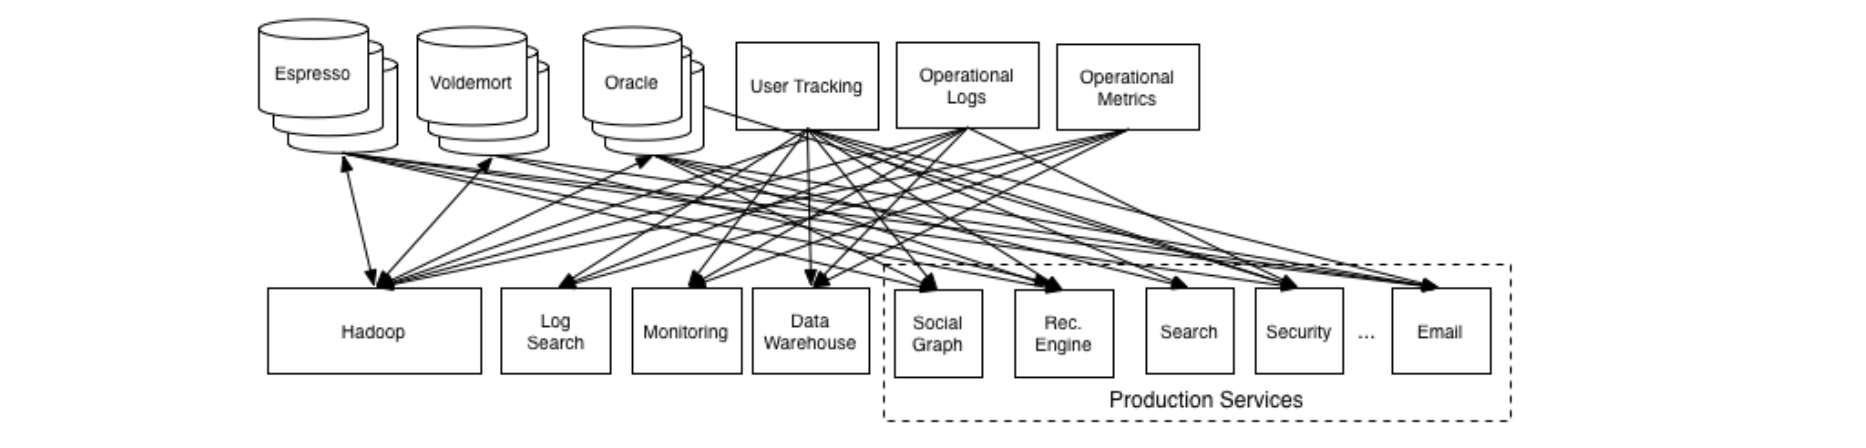 Espresso
Voldemort
Oracle
User Tracking
Operational
Logs
Operational
Metrics
Hadoop
Log
Search
Monitoring
Data
Warehouse
Social
Graph
Rec.
Engine
Search
Security
...
Email
Production Services